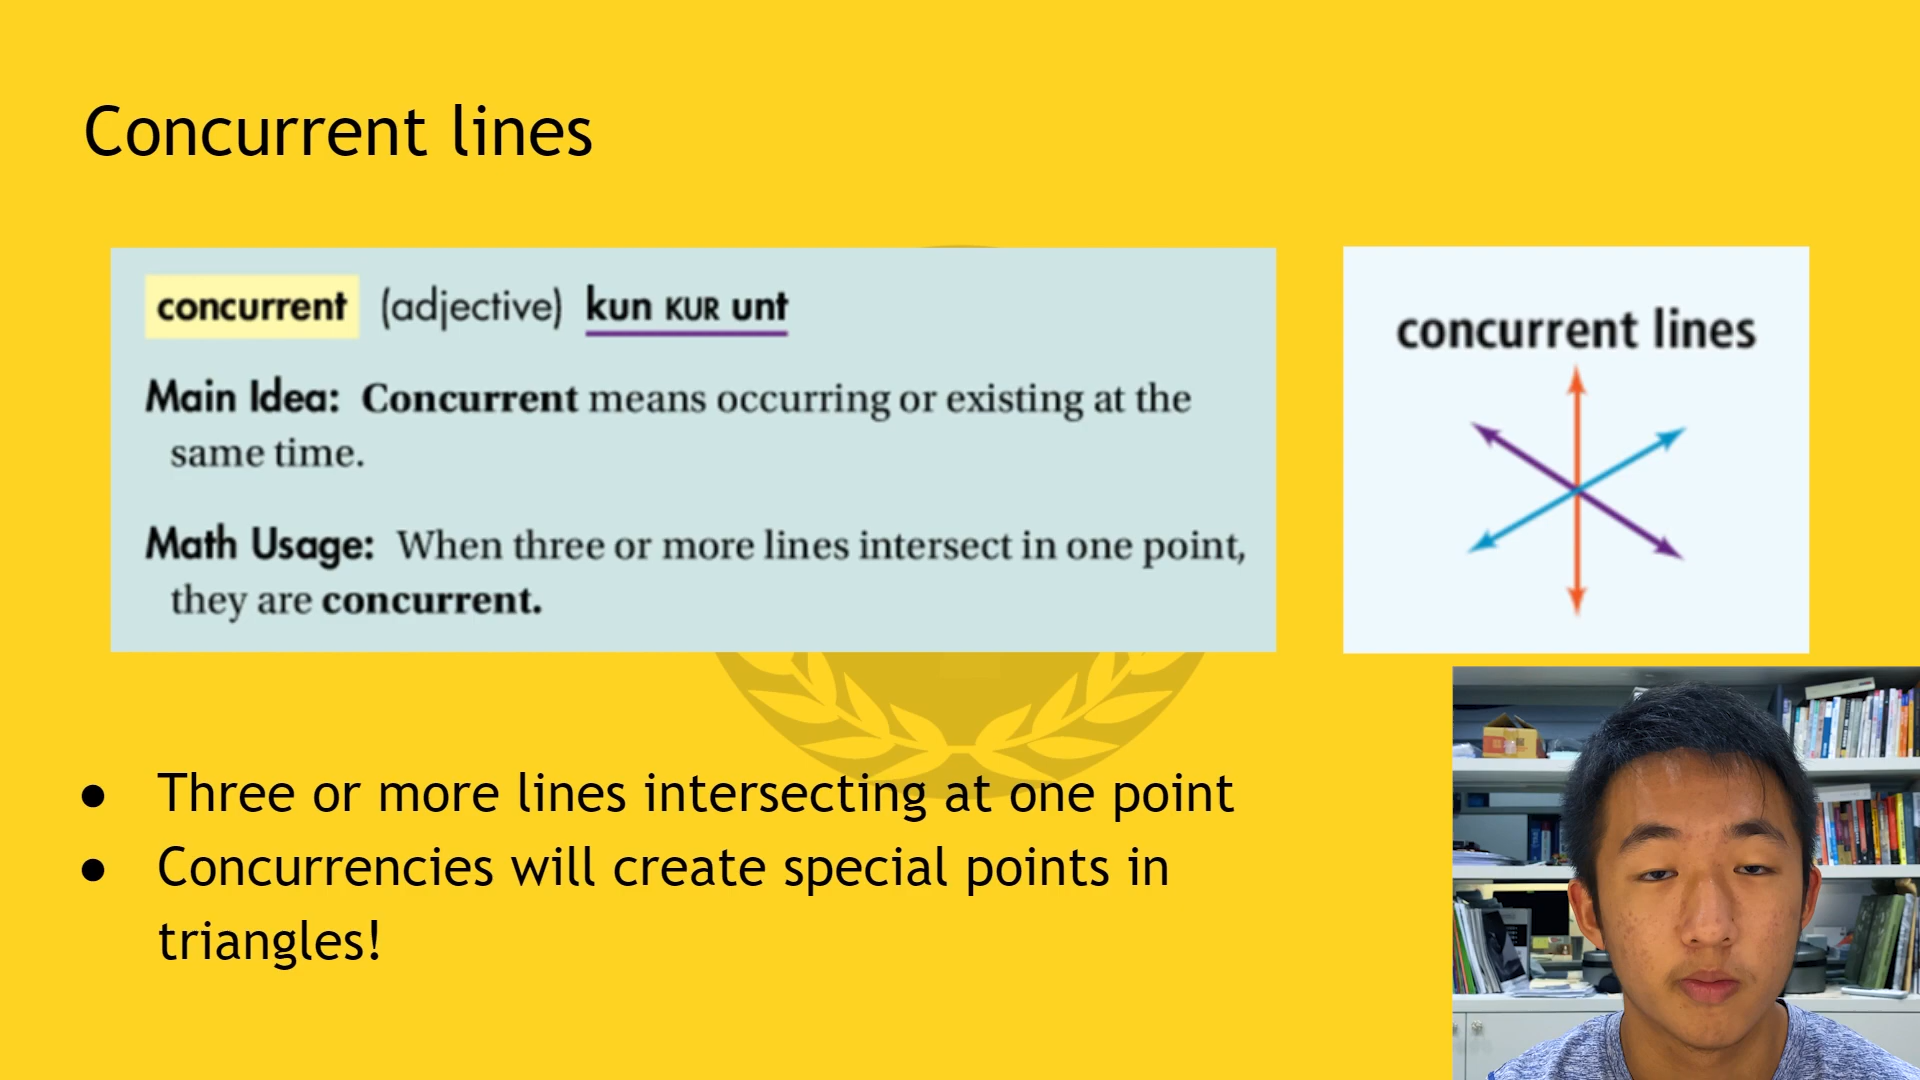 Concurrent lines
concurrent (adjective) kun KUR unt
Main Idea: Concurrent means occurring or existing at the
same time.
Math Usage: When three or more lines intersect in one point,
they are concurrent.
concurrent lines
● Three or more lines intersecting at one point
● Concurrencies will create special points in
triangles!